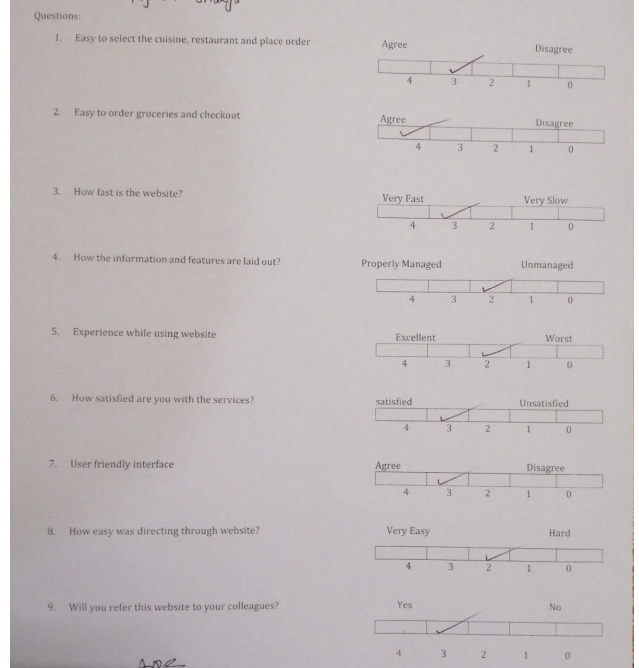 Questions:
1. Easy to select the cuisine, restaurant and place order
Agree Disagree
4 3 2 1 0
2. Easy to order groceries and checkout
Agree Disagree
4 3 2 1 0
3. How fast is the website?
Very Fast Very Slow
4 3 2 1 0
4. How the information and features are laid out?
Properly Managed Unmanaged
4 3 2 1 0
5. Experience while using website
Excellent Worst
4 3 2 1 0
6. How satisfied are you with the services?
satisfied Unsatisfied
4 3 2 1 0
7. User friendly interface
Agree Disagree
4 3 2 1 0
8. How easy was directing through website?
Very Easy Hard
4 3 2 1 0
9. Will you refer this website to your colleagues?
Yes No
4 3 2 1 0